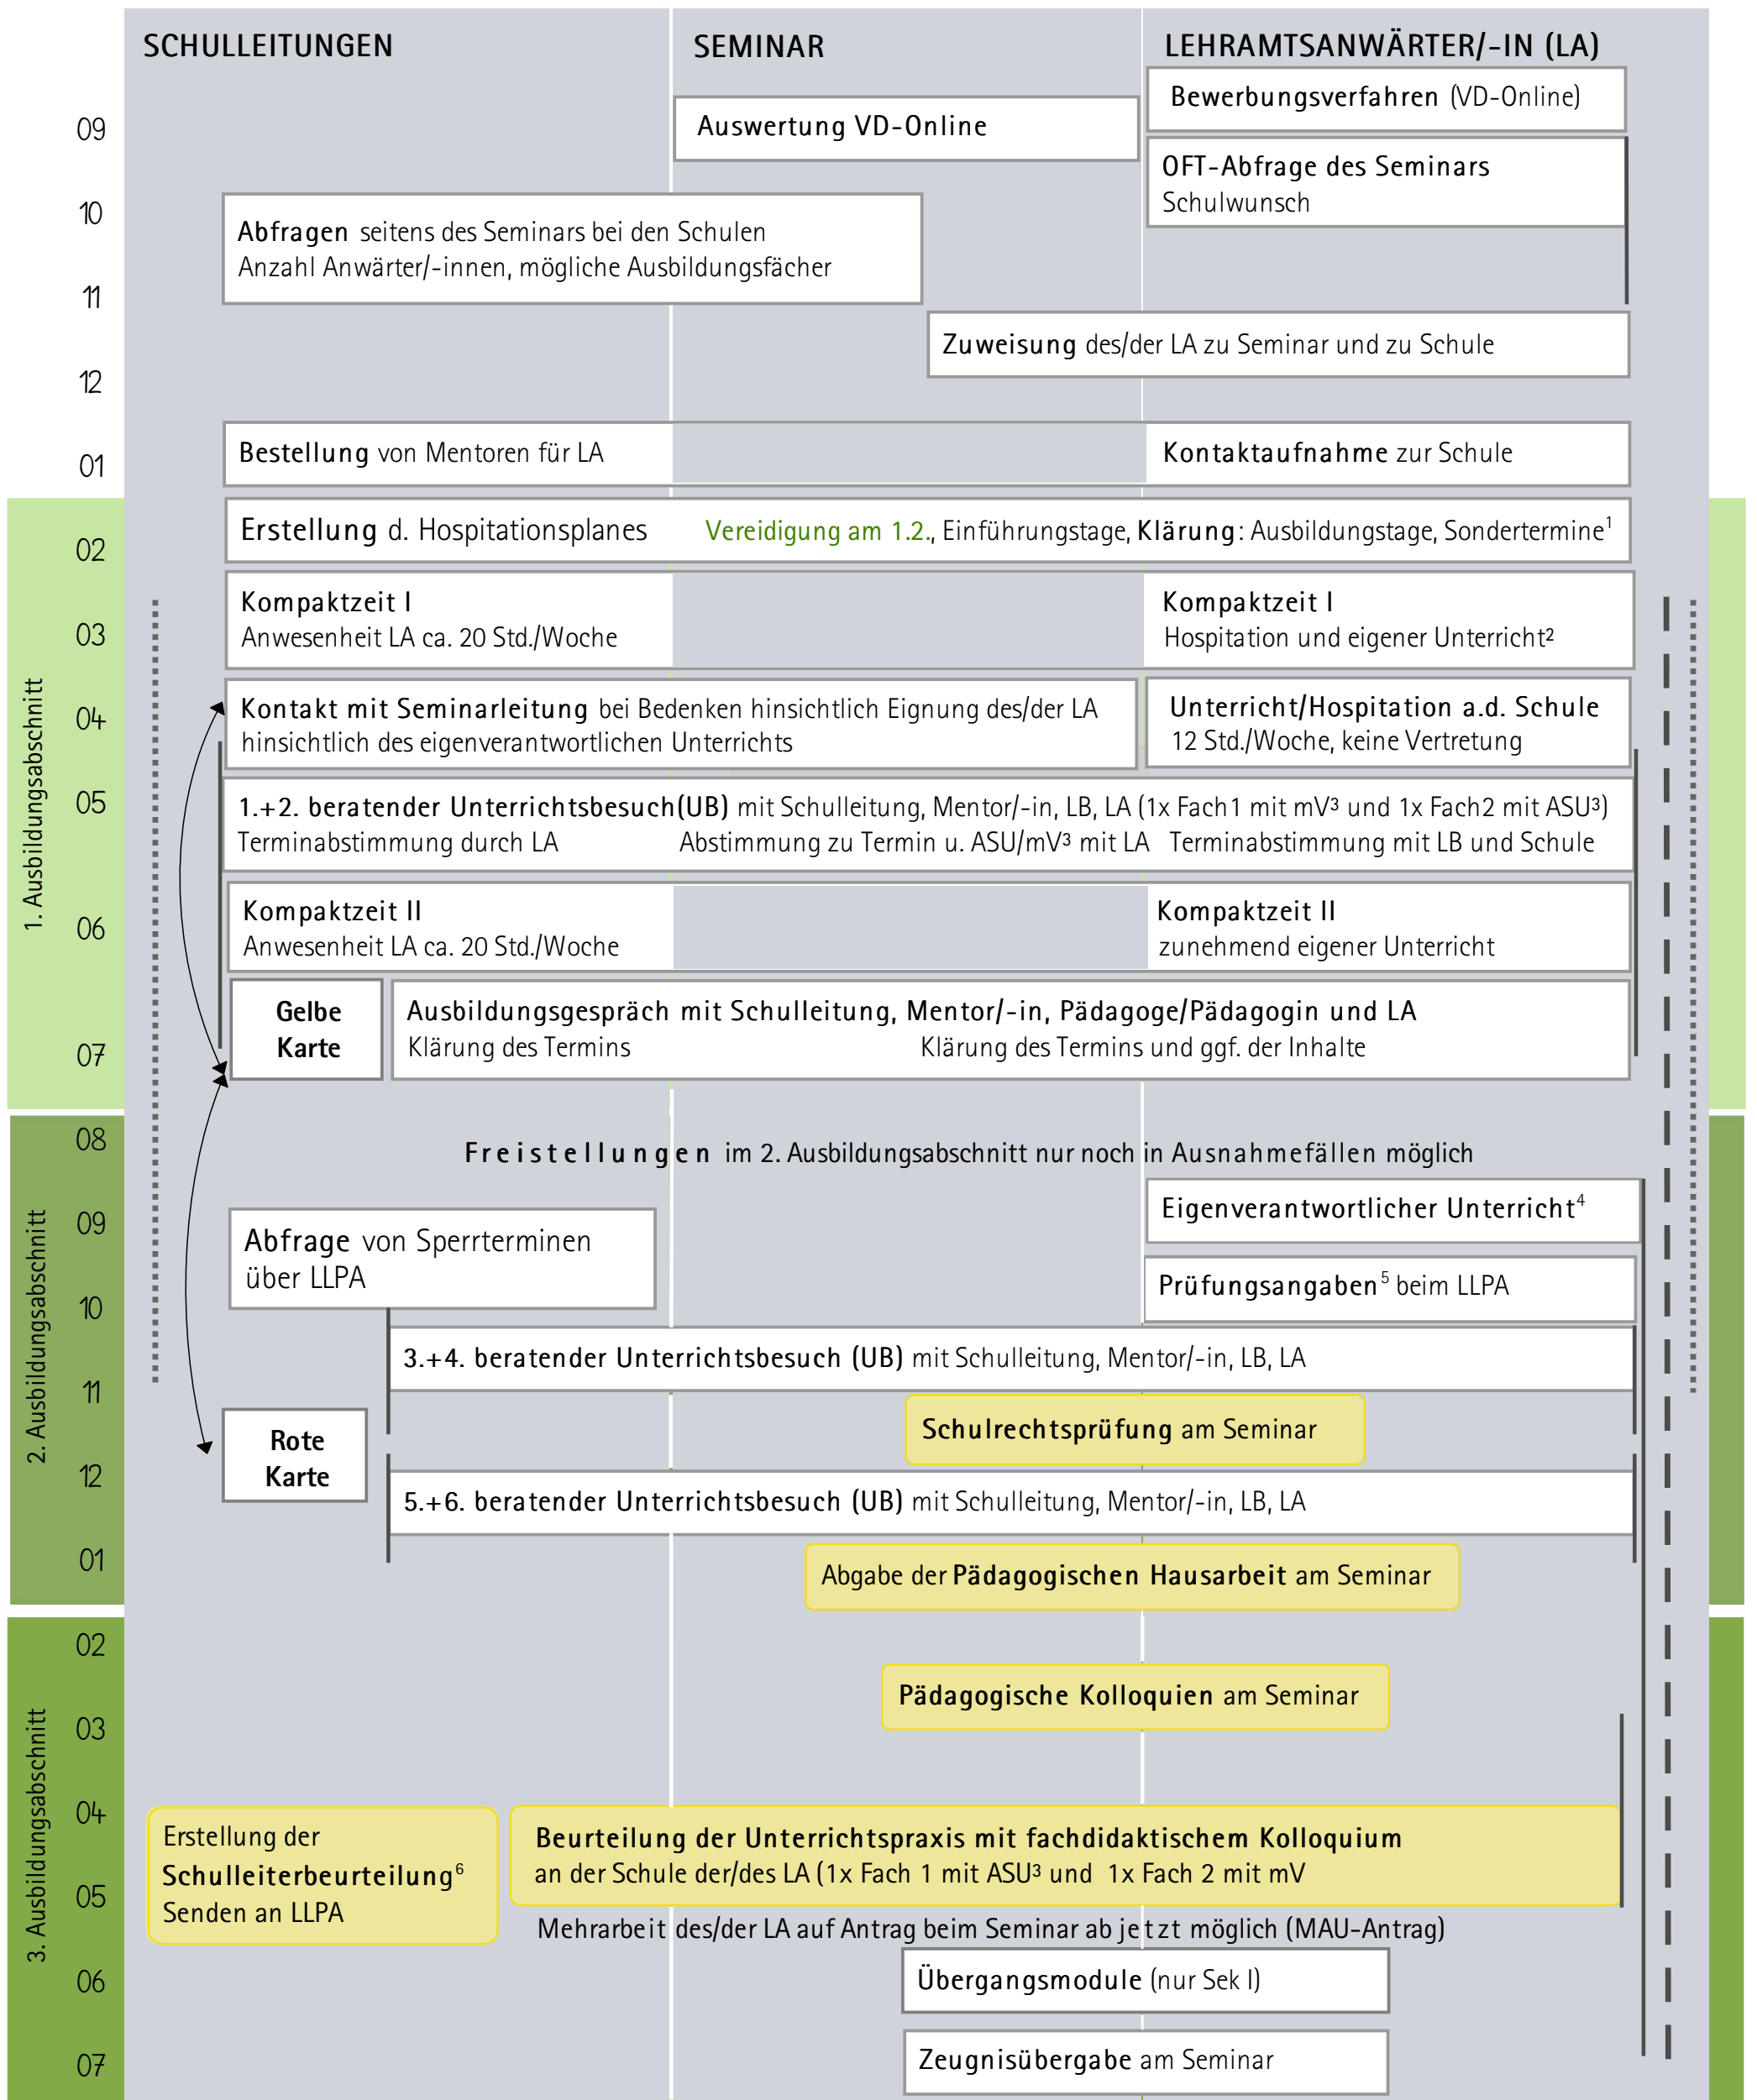 SCHULLEITUNGEN
SEMINAR
LEHRAMTSANWÄRTER/-IN (LA)
Bewerbungsverfahren (VD-Online)
09
Auswertung VD-Online
OFT-Abfrage des Seminars
Schulwunsch
10
Abfragen seitens des Seminars bei den Schulen
Anzahl Anwärter/-innen, mögliche Ausbildungsfächer
11
Zuweisung des/der LA zu Seminar und zu Schule
12
Bestellung von Mentoren für LA
Kontaktaufnahme zur Schule
01
1. Ausbildungsabschnitt
Erstellung d. Hospitationsplanes
Vereidigung am 1.2., Einführungstage, Klärung: Ausbildungstage, Sondertermine¹
02
Kompaktzeit I
Anwesenheit LA ca. 20 Std./Woche
Kompaktzeit I
Hospitation und eigener Unterricht²
03
Kontakt mit Seminarleitung bei Bedenken hinsichtlich Eignung des/der LA
hinsichtlich des eigenverantwortlichen Unterrichts
Unterricht/Hospitation a.d. Schule
12 Std./Woche, keine Vertretung
04
05
1.+2. beratender Unterrichtsbesuch(UB) mit Schulleitung, Mentor/-in, LB, LA (1x Fach1 mit mV³ und 1x Fach2 mit ASU³)
Terminabstimmung durch LA
Abstimmung zu Termin u. ASU/mV³ mit LA
Terminabstimmung mit LB und Schule
Kompaktzeit II
Anwesenheit LA ca. 20 Std./Woche
Kompaktzeit II
zunehmend eigener Unterricht
06
Gelbe
Karte
Ausbildungsgespräch mit Schulleitung, Mentor/-in, Pädagoge/Pädagogin und LA
Klärung des Termins
Klärung des Termins und ggf. der Inhalte
07
2. Ausbildungsabschnitt
08
Freistellungen im 2. Ausbildungsabschnitt nur noch in Ausnahmefällen möglich
Eigenverantwortlicher Unterricht⁴
09
Abfrage von Sperrterminen
über LLPA
Prüfungsangaben⁵ beim LLPA
10
3.+4. beratender Unterrichtsbesuch (UB) mit Schulleitung, Mentor/-in, LB, LA
11
Schulrechtsprüfung am Seminar
Rote
Karte
12
5.+6. beratender Unterrichtsbesuch (UB) mit Schulleitung, Mentor/-in, LB, LA
01
Abgabe der Pädagogischen Hausarbeit am Seminar
3. Ausbildungsabschnitt
02
Pädagogische Kolloquien am Seminar
03
04
Erstellung der
Schulleiterbeurteilung⁶
Senden an LLPA
Beurteilung der Unterrichtspraxis mit fachdidaktischem Kolloquium
an der Schule der/des LA (1x Fach 1 mit ASU³ und 1x Fach 2 mit mV
05
Mehrarbeit des/der LA auf Antrag beim Seminar ab jetzt möglich (MAU-Antrag)
06
Übergangsmodule (nur Sek I)
07
Zeugnisübergabe am Seminar